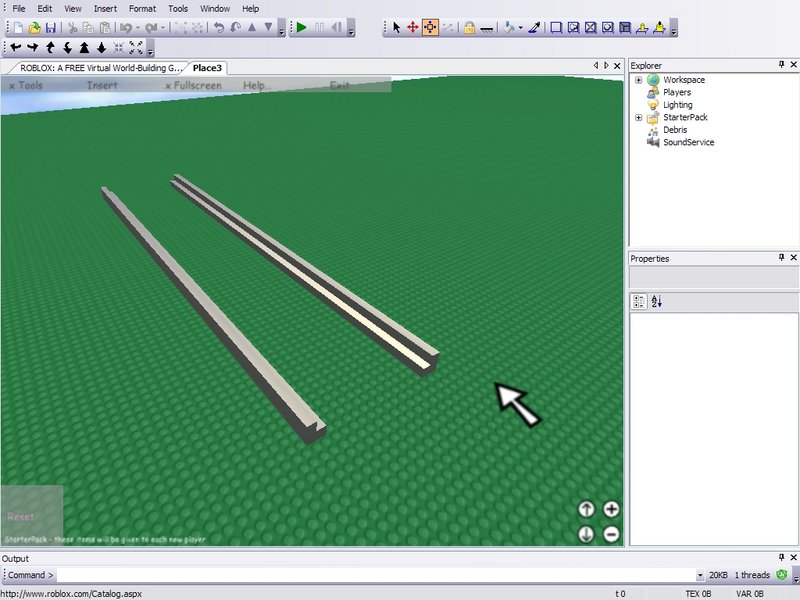 File Edit View Insert Format Tools Window Help
ROBLOX: A FREE Virtual World-Building G... Place3
x Tools Insert x Fullscreen Help... Exit
Explorer
Workspace
Players
Lighting
StarterPack
Debris
SoundService
Properties
Reset
StarterPack - these items will be given to each new player
Output
Command > 20KB 1 threads
http://www.roblox.com/Catalog.aspx t 0 TEX 0B VAR 0B